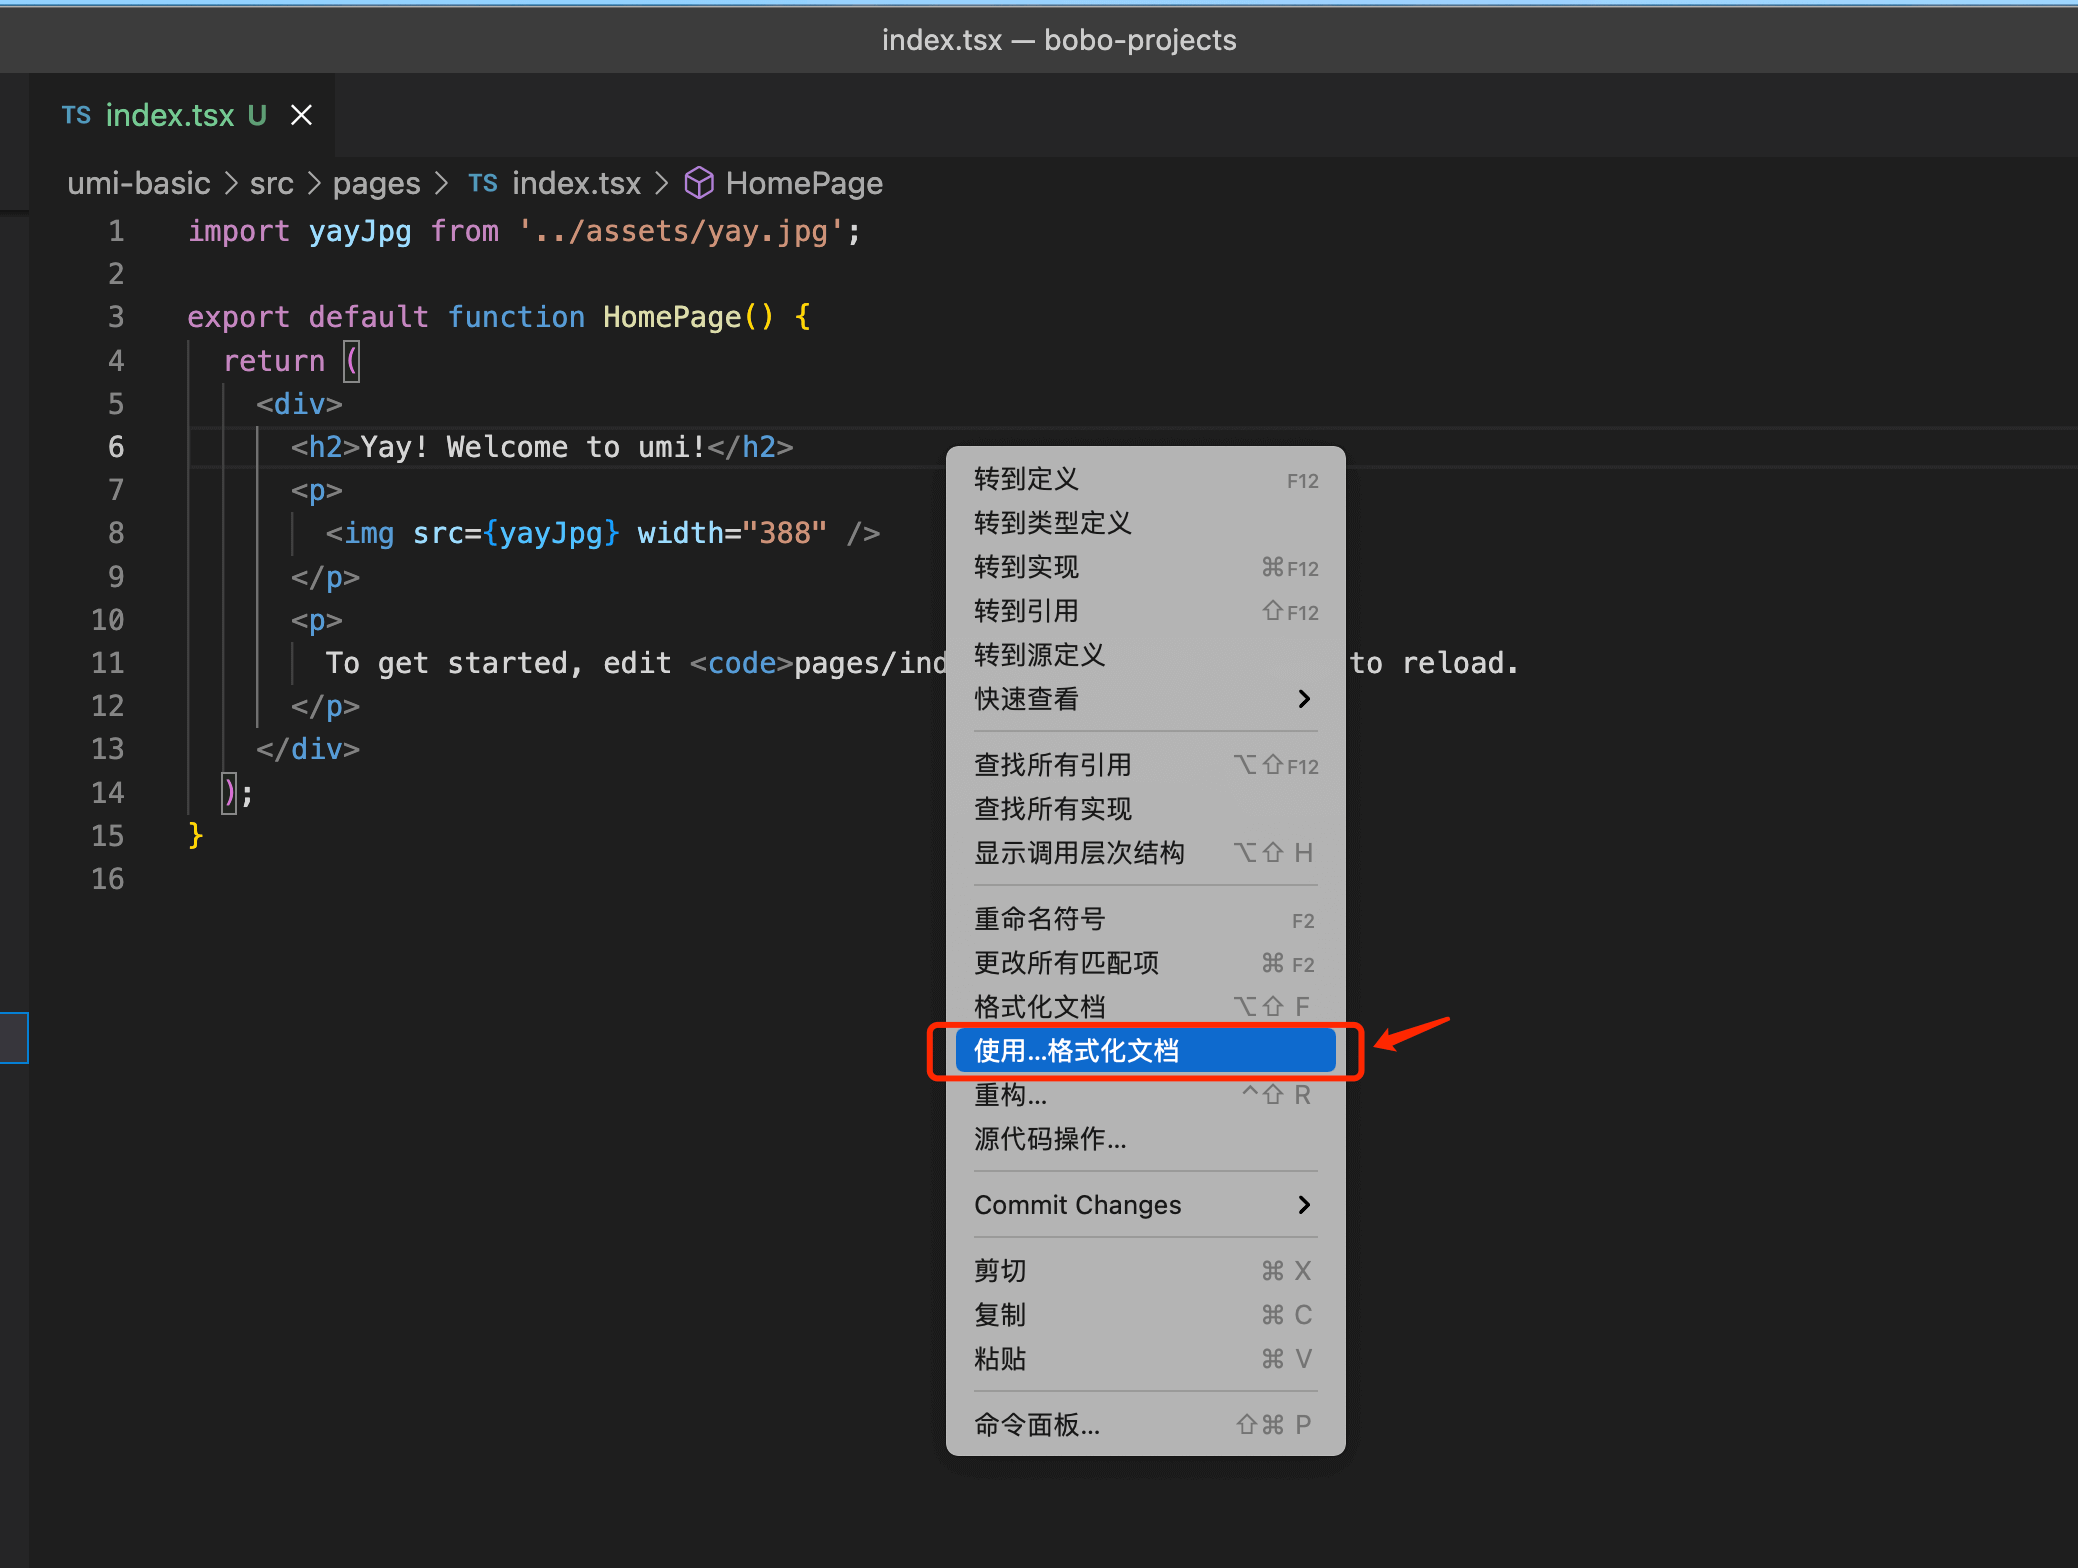 index.tsx — bobo-projects
TS index.tsx U
umi-basic > src > pages > TS index.tsx > HomePage
1 import yayJpg from '../assets/yay.jpg';
2
3 export default function HomePage() {
4 return (
5 <div>
6 <h2>Yay! Welcome to umi!</h2>
7 <p>
8 <img src={yayJpg} width="388" />
9 </p>
10 <p>
11 To get started, edit <code>pages/ind to reload.
12 </p>
13 </div>
14 );
15 }
16
转到定义 F12
转到类型定义
转到实现 ⌘F12
转到引用 ⇧F12
转到源定义
快速查看
查找所有引用 ⌥⇧F12
查找所有实现
显示调用层次结构 ⌥⇧ H
重命名符号 F2
更改所有匹配项 ⌘ F2
格式化文档 ⌥⇧ F
使用...格式化文档
重构... ^⇧ R
源代码操作...
Commit Changes
剪切 ⌘ X
复制 ⌘ C
粘贴 ⌘ V
命令面板... ⇧⌘ P